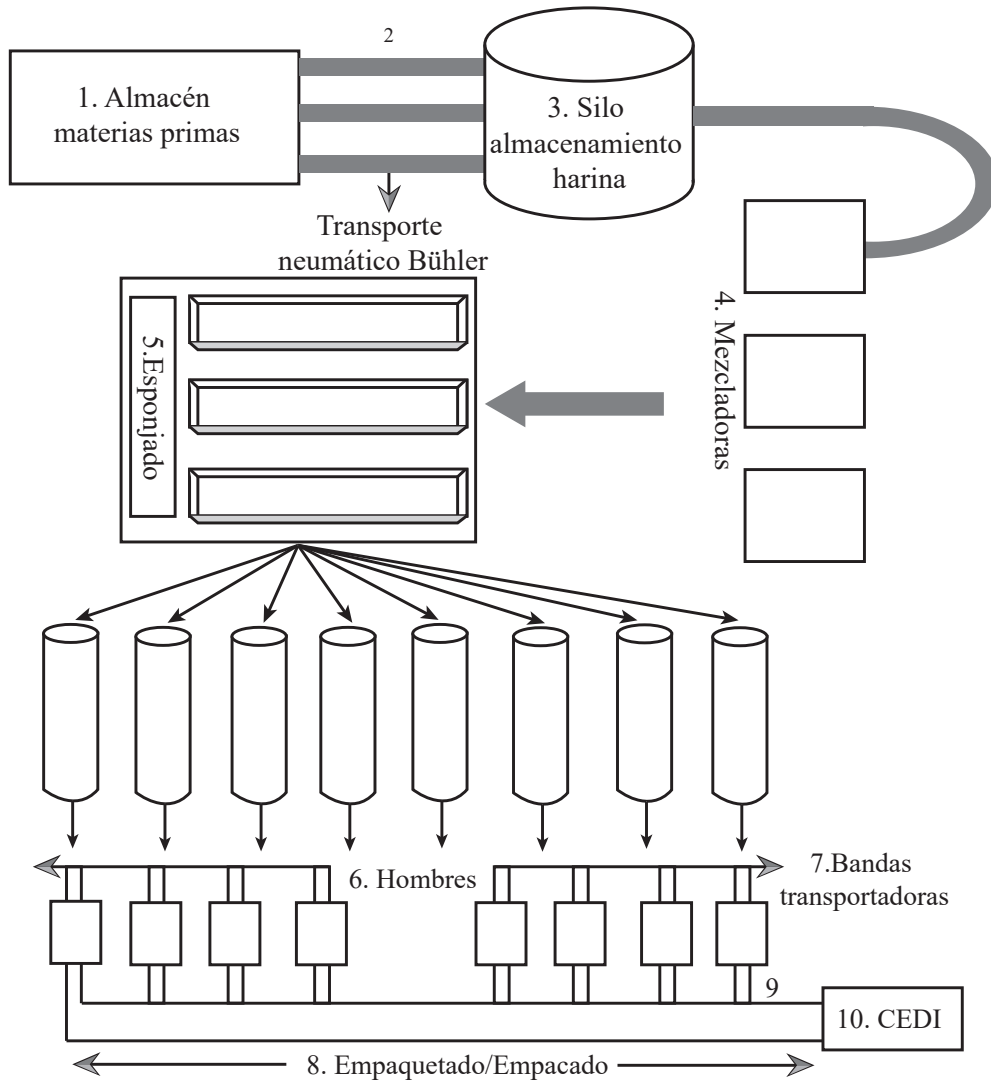 2
1. Almacén
materias primas
3. Silo
almacenamiento
harina
Transporte
neumático Bühler
4. Mezcladoras
5.Esponjado
6. Hombres
7.Bandas
transportadoras
9
10. CEDI
8. Empaquetado/Empacado